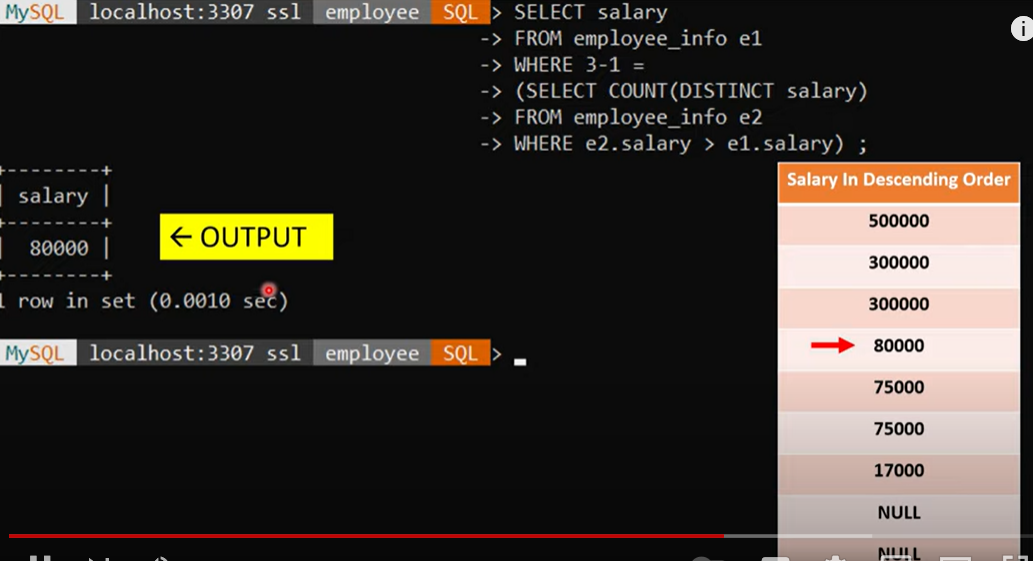 MySQL localhost:3307 ssl employee SQL > SELECT salary
-> FROM employee_info e1
-> WHERE 3-1 =
-> (SELECT COUNT(DISTINCT salary)
-> FROM employee_info e2
-> WHERE e2.salary > e1.salary) ;
+--------+
| salary |
+--------+
| 80000 |
+--------+
1 row in set (0.0010 sec)
← OUTPUT
MySQL localhost:3307 ssl employee SQL > _
Salary In Descending Order
500000
300000
300000
80000
75000
75000
17000
NULL
NULL